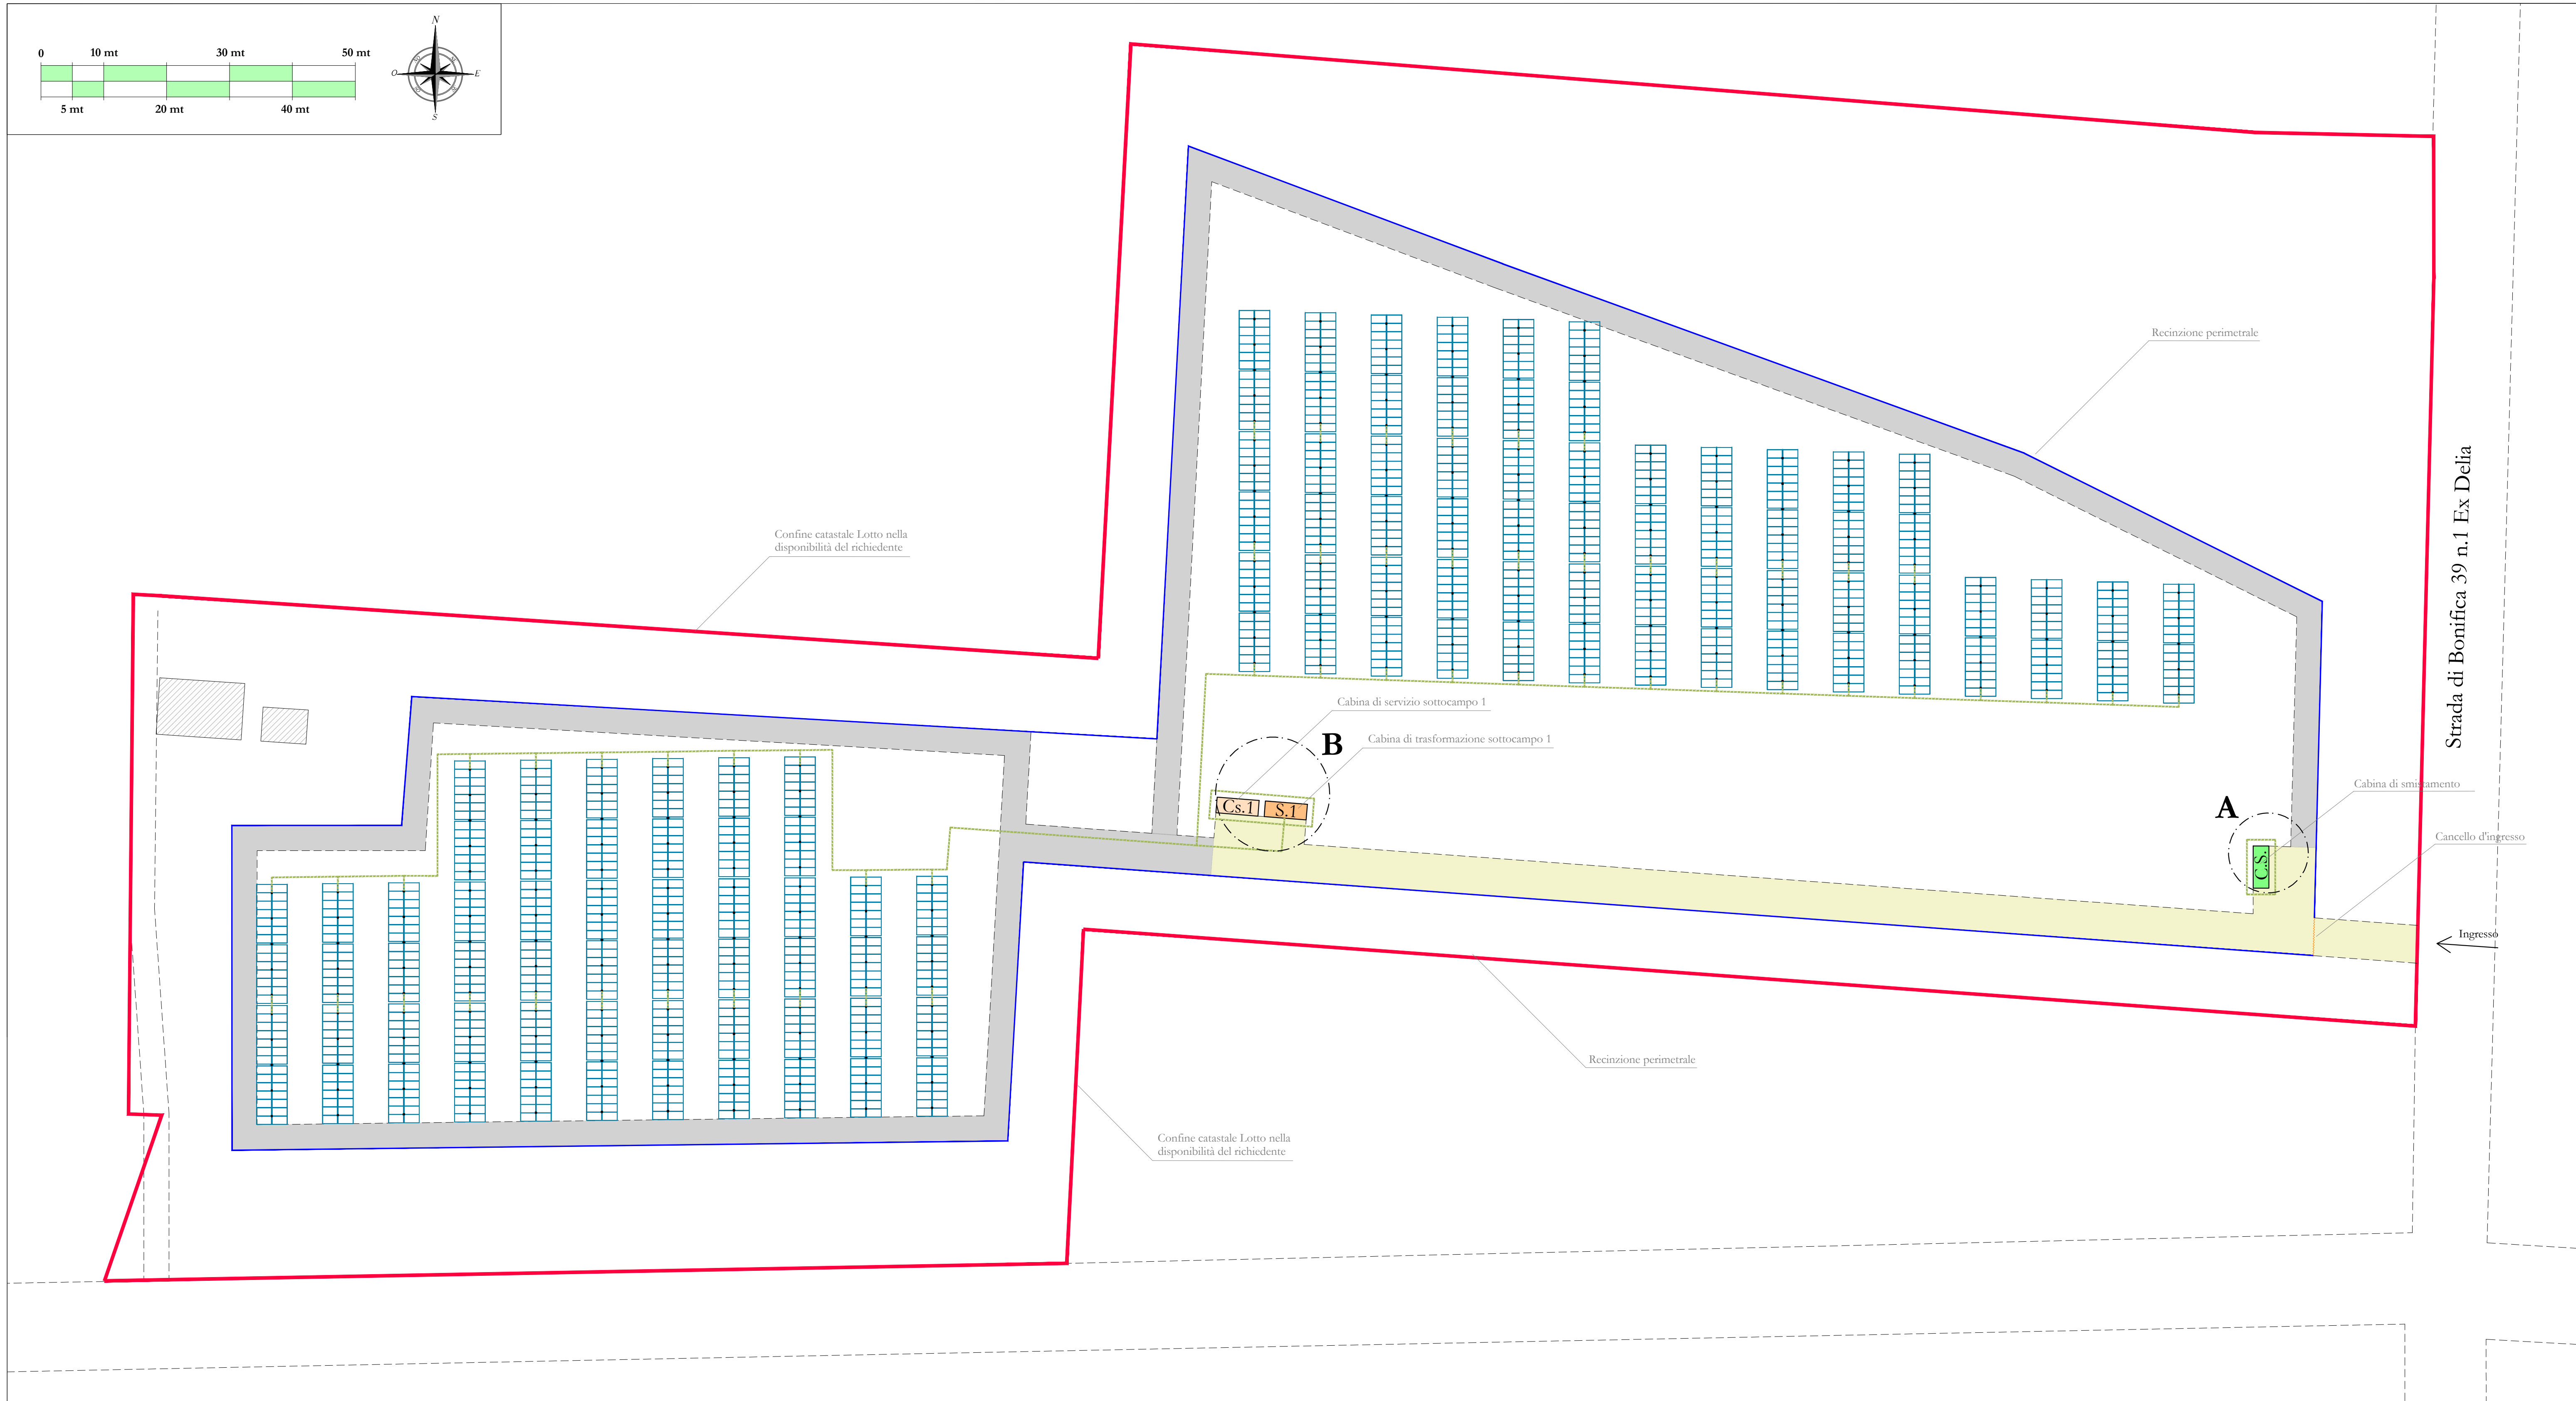 N
0 10 mt 30 mt 50 mt
O E
5 mt 20 mt 40 mt
S
Recinzione perimetrale
Strada di Bonifica 39 n.1 Ex Delia
Confine catastale Lotto nella
disponibilità del richiedente
Cabina di servizio sottocampo 1
B
Cabina di trasformazione sottocampo 1
Cs.1 S.1
A
Cabina di smistamento
C.S.
Cancello d'ingresso
Ingresso
Recinzione perimetrale
Confine catastale Lotto nella
disponibilità del richiedente